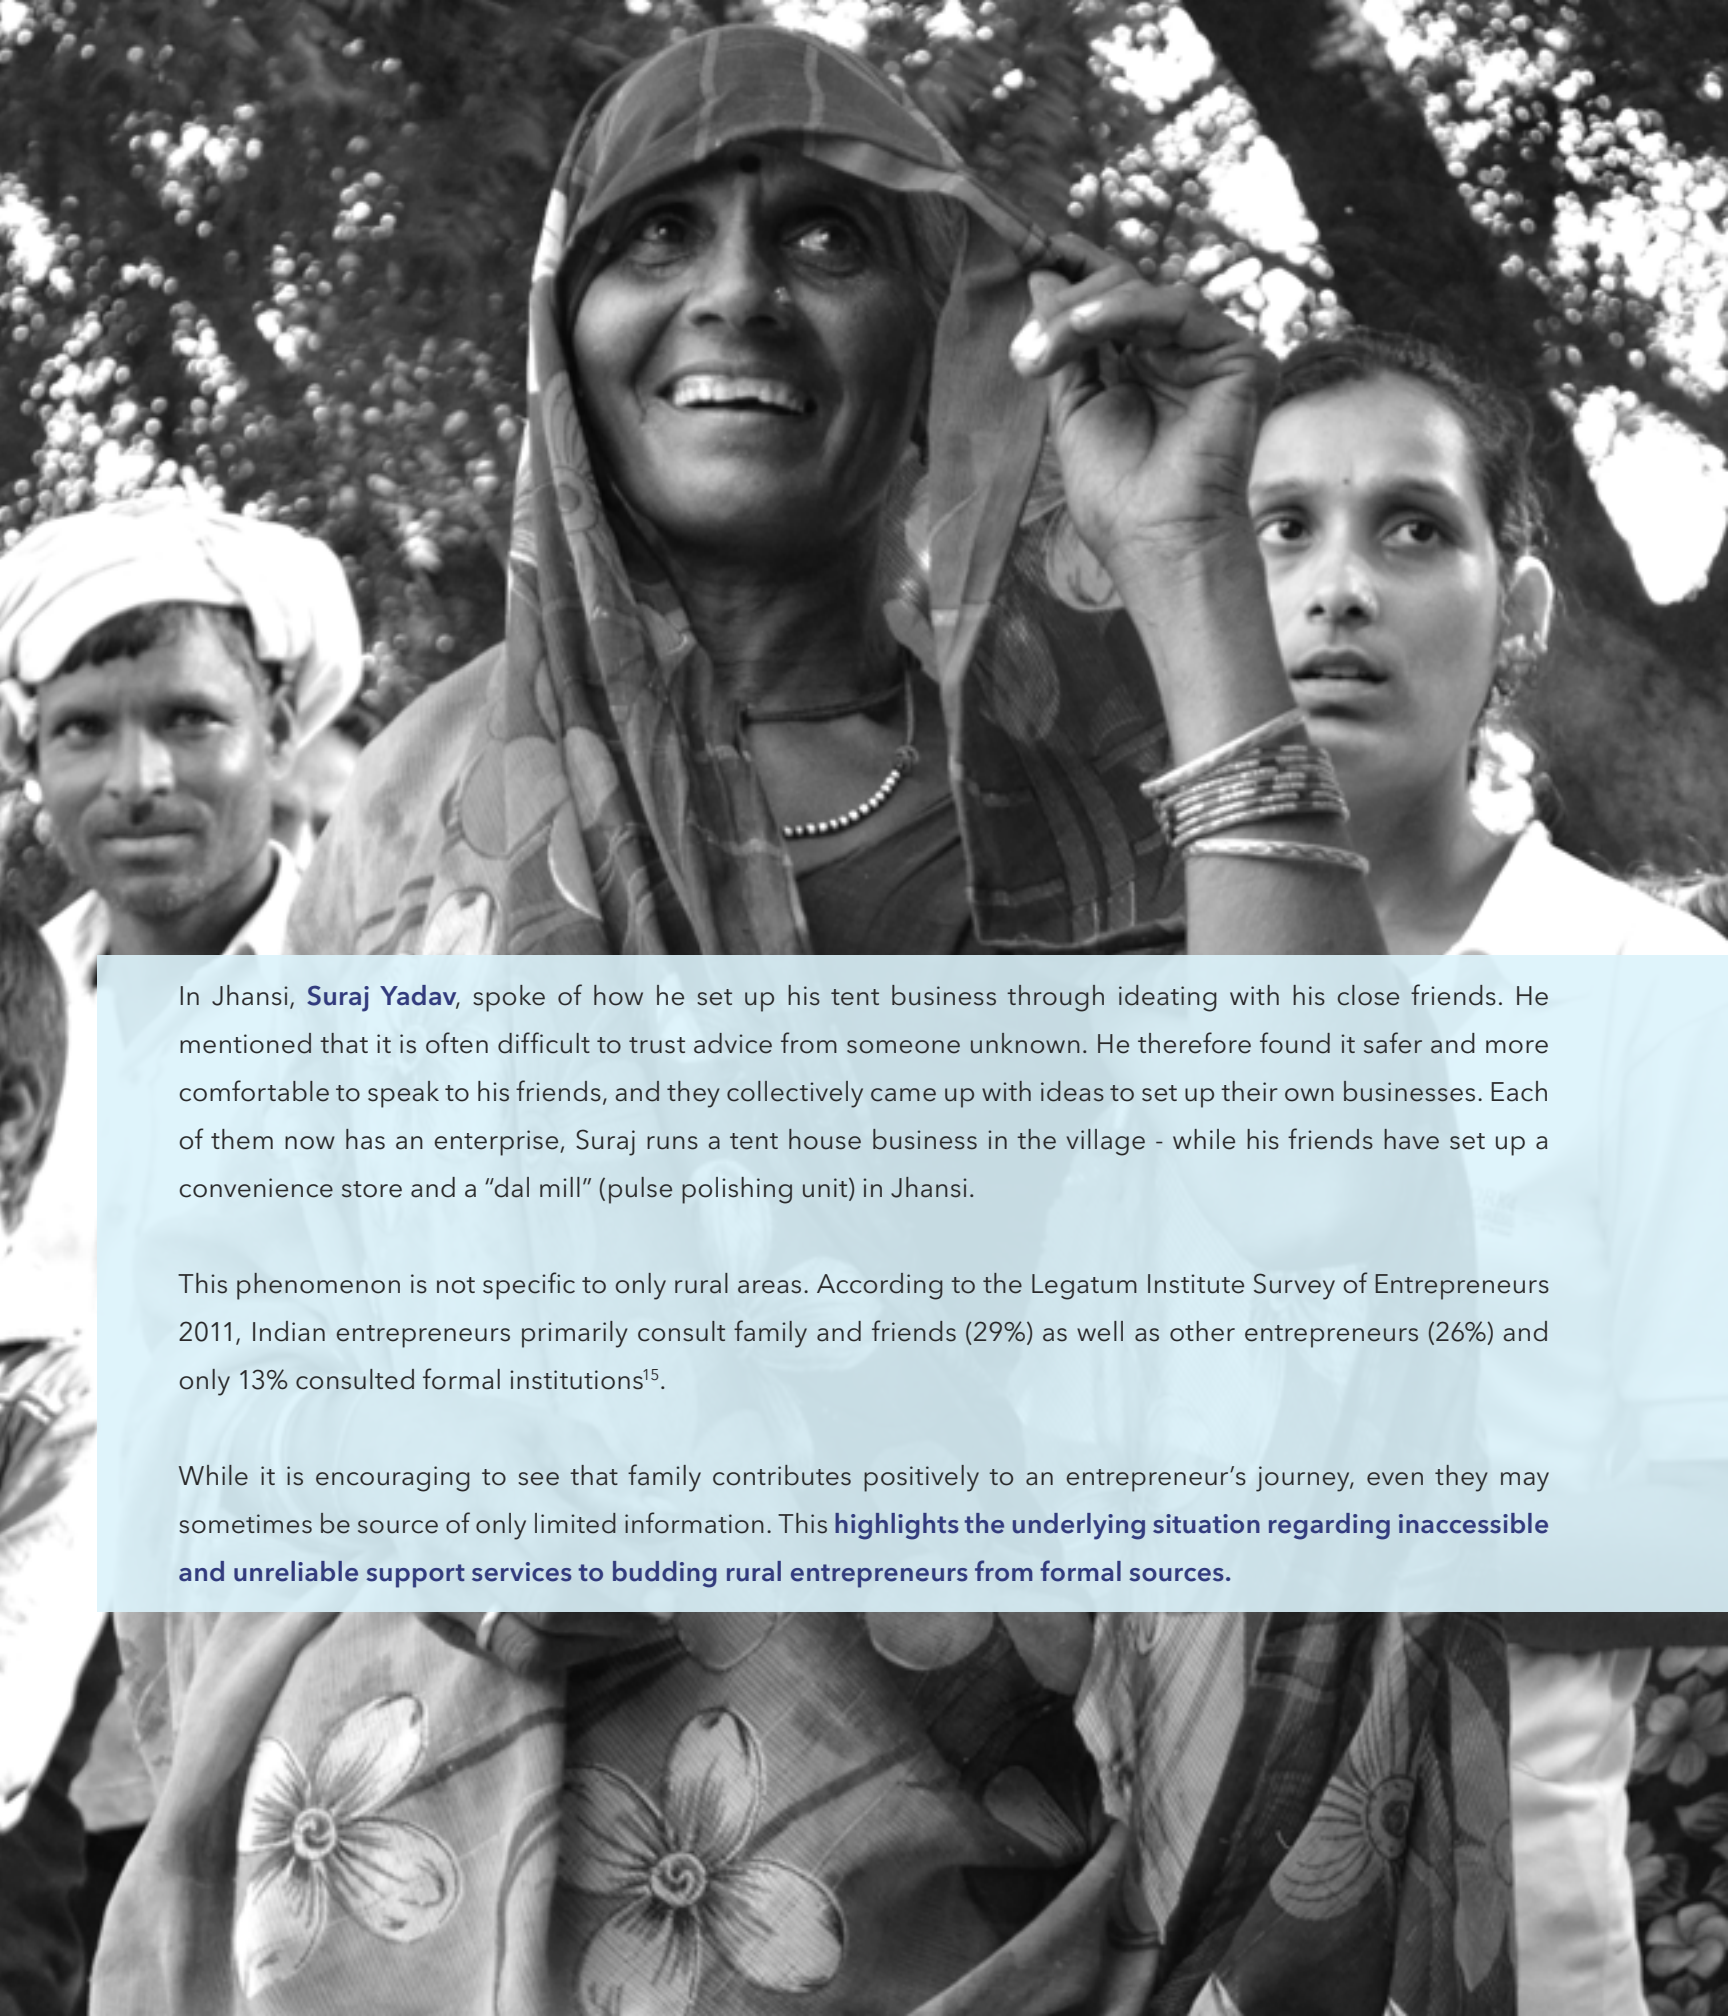 In Jhansi, Suraj Yadav, spoke of how he set up his tent business through ideating with his close friends. He
mentioned that it is often difficult to trust advice from someone unknown. He therefore found it safer and more
comfortable to speak to his friends, and they collectively came up with ideas to set up their own businesses. Each
of them now has an enterprise, Suraj runs a tent house business in the village - while his friends have set up a
convenience store and a “dal mill” (pulse polishing unit) in Jhansi.
This phenomenon is not specific to only rural areas. According to the Legatum Institute Survey of Entrepreneurs
2011, Indian entrepreneurs primarily consult family and friends (29%) as well as other entrepreneurs (26%) and
only 13% consulted formal institutions¹⁵.
While it is encouraging to see that family contributes positively to an entrepreneur’s journey, even they may
sometimes be source of only limited information. This highlights the underlying situation regarding inaccessible
and unreliable support services to budding rural entrepreneurs from formal sources.